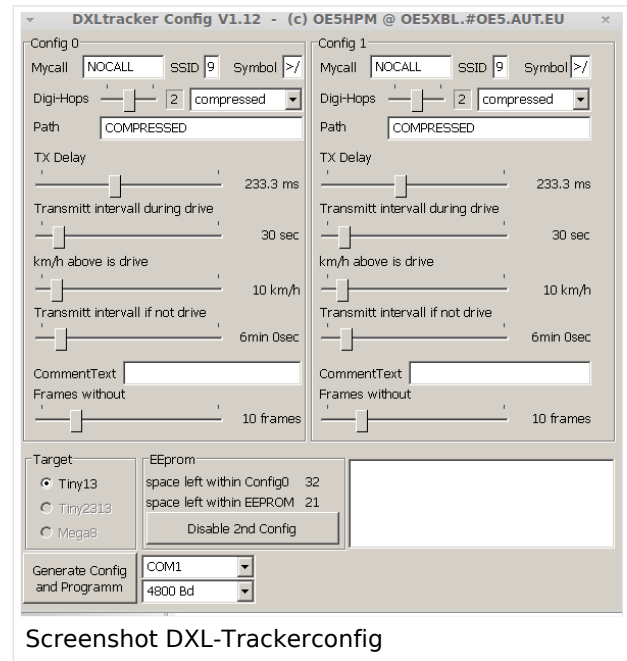 DXLtracker Config V1.12 - (c) OE5HPM @ OE5XBL.#OE5.AUT.EU
Config 0
Mycall NOCALL SSID 9 Symbol >/
Digi-Hops 2 compressed
Path COMPRESSED
TX Delay
233.3 ms
Transmitt intervall during drive
30 sec
km/h above is drive
10 km/h
Transmitt intervall if not drive
6min 0sec
CommentText
Frames without
10 frames
Config 1
Mycall NOCALL SSID 9 Symbol >/
Digi-Hops 2 compressed
Path COMPRESSED
TX Delay
233.3 ms
Transmitt intervall during drive
30 sec
km/h above is drive
10 km/h
Transmitt intervall if not drive
6min 0sec
CommentText
Frames without
10 frames
Target
Tiny13
Tiny2313
Mega8
EEprom
space left within Config0 32
space left within EEPROM 21
Disable 2nd Config
Generate Config
and Programm
COM1
4800 Bd
Screenshot DXL-Trackerconfig